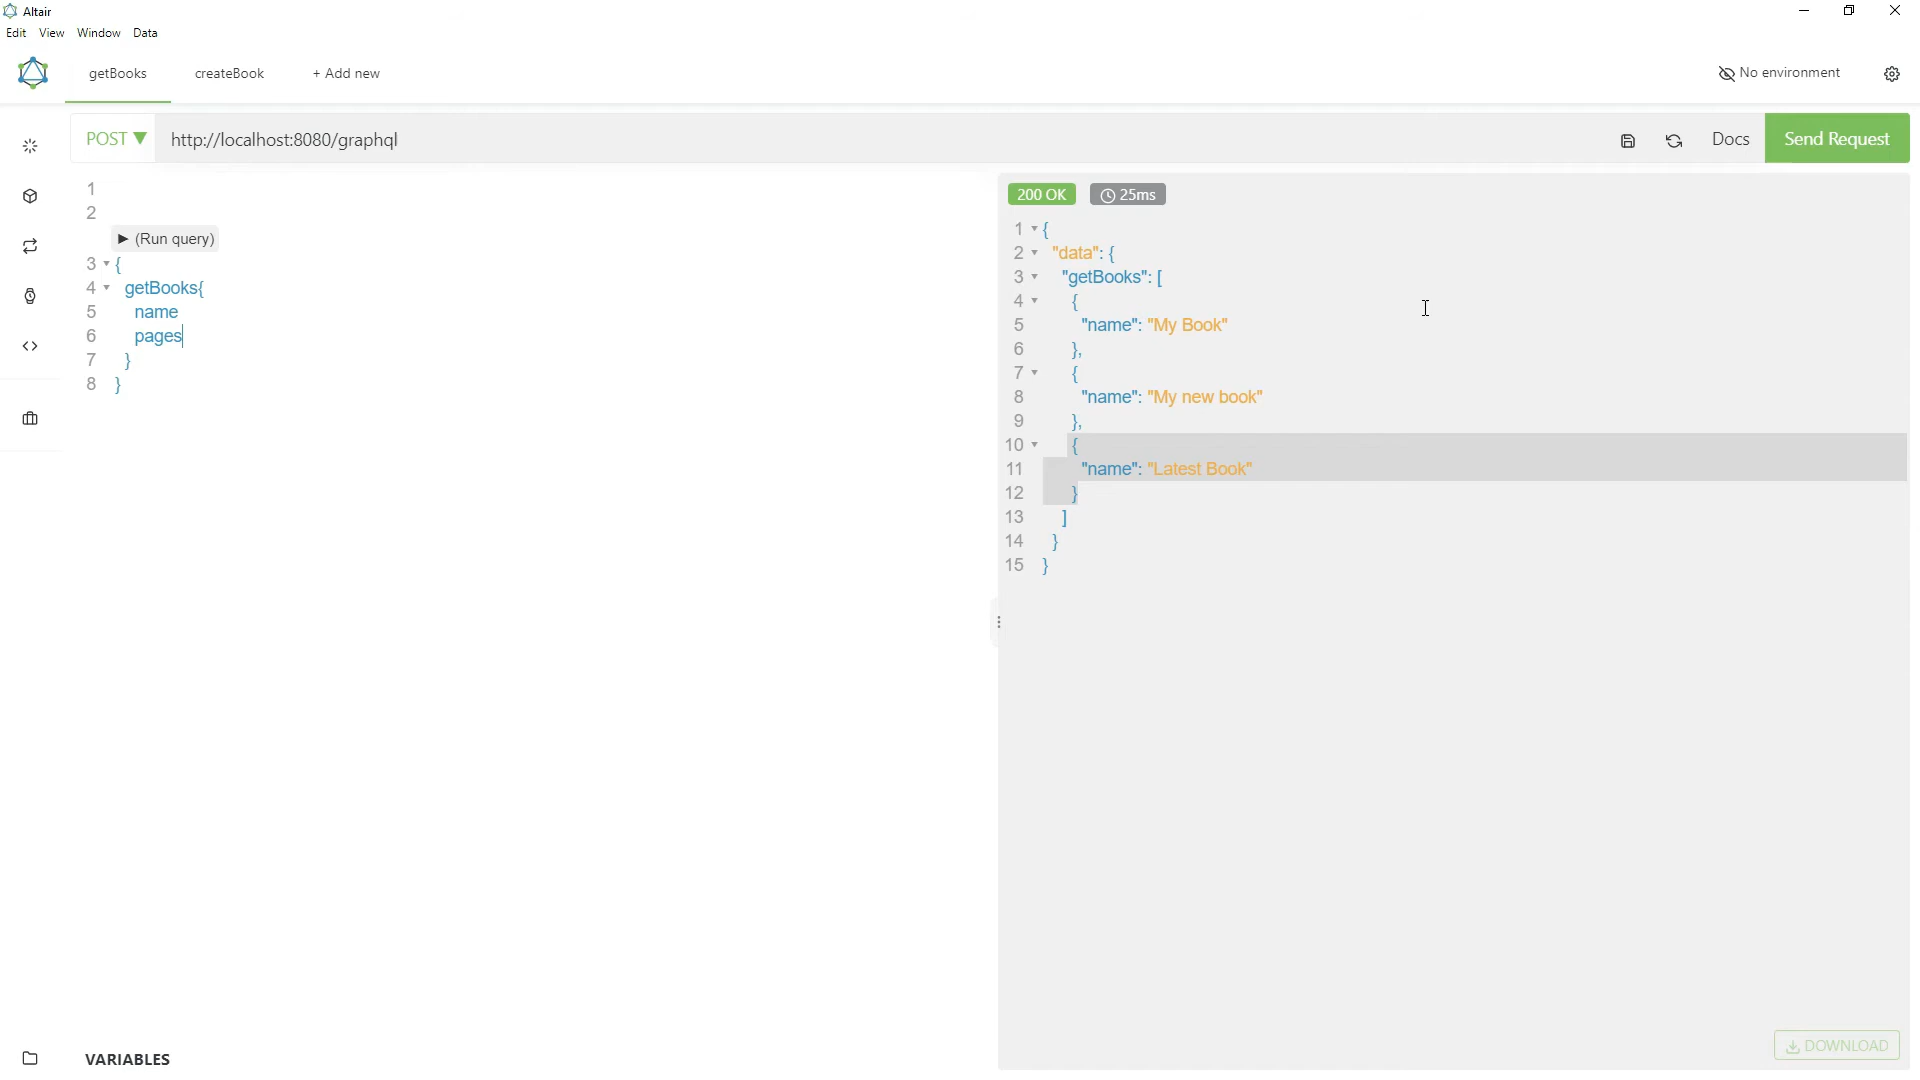 Altair
Edit View Window Data
getBooks createBook + Add new No environment
POST ▼ http://localhost:8080/graphql Docs Send Request
1
2
▶ (Run query)
3 {
4 getBooks{
5 name
6 pages
7 }
8 }
200 OK 25ms
1 {
2 "data": {
3 "getBooks": [
4 {
5 "name": "My Book"
6 },
7 {
8 "name": "My new book"
9 },
10 {
11 "name": "Latest Book"
12 }
13 ]
14 }
15 }
VARIABLES
DOWNLOAD